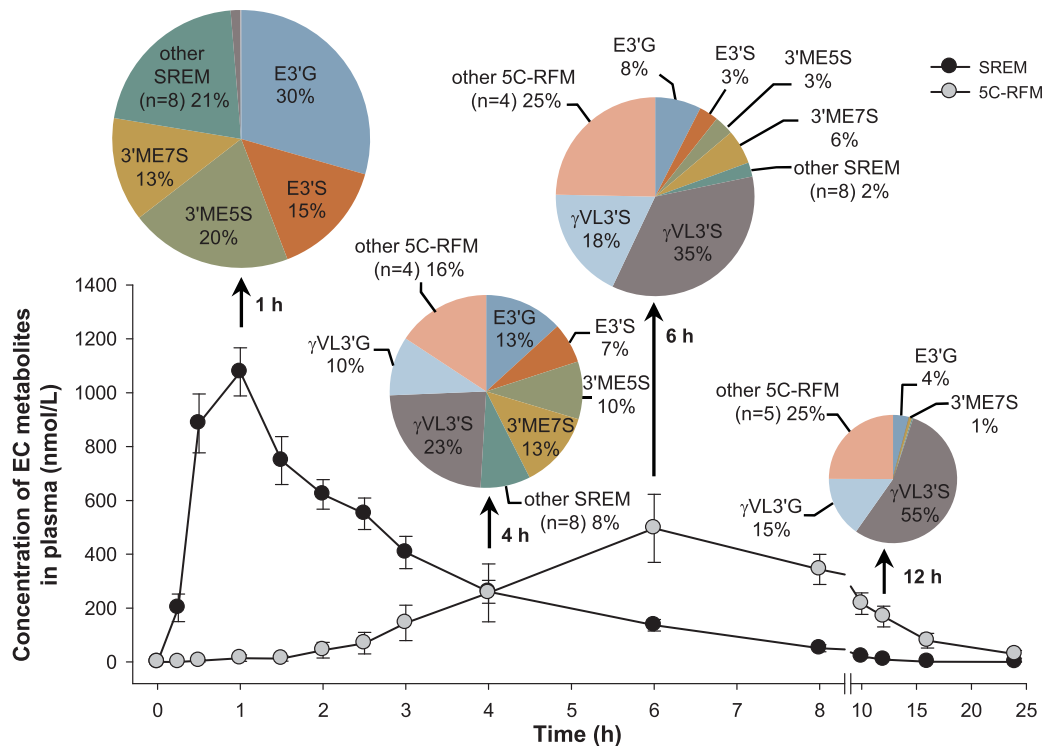 other
SREM
(n=8) 21%
E3'G
30%
3'ME7S
13%
E3'S
15%
3'ME5S
20%
1 h
E3'G
8%
E3'S
3%
3'ME5S
3%
other 5C-RFM
(n=4) 25%
3'ME7S
6%
other SREM
(n=8) 2%
γVL3'S
18%
γVL3'S
35%
6 h
SREM
5C-RFM
other 5C-RFM
(n=4) 16%
E3'G
13%
E3'S
7%
γVL3'G
10%
3'ME5S
10%
γVL3'S
23%
3'ME7S
13%
other SREM
(n=8) 8%
4 h
E3'G
4%
other 5C-RFM
(n=5) 25%
3'ME7S
1%
γVL3'S
55%
γVL3'G
15%
12 h
Concentration of EC metabolites
in plasma (nmol/L)
1400
1200
1000
800
600
400
200
0
0 1 2 3 4 5 6 7 8 10 15 20 25
Time (h)